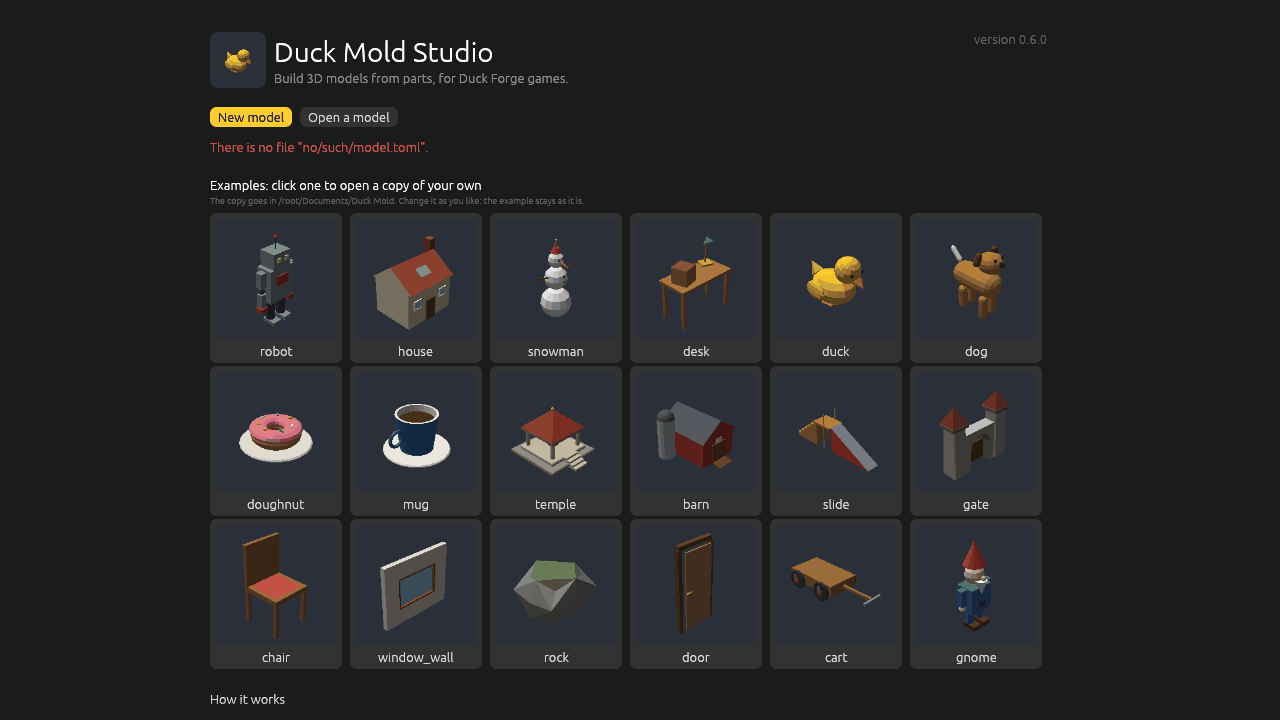 Duck Mold Studio
version 0.6.0
Build 3D models from parts, for Duck Forge games.
New model
Open a model
There is no file "no/such/model.toml".
Examples: click one to open a copy of your own
The copy goes in /root/Documents/Duck Mold. Change it as you like: the example stays as it is.
robot
house
snowman
desk
duck
dog
doughnut
mug
temple
barn
slide
gate
chair
window_wall
rock
door
cart
gnome
How it works